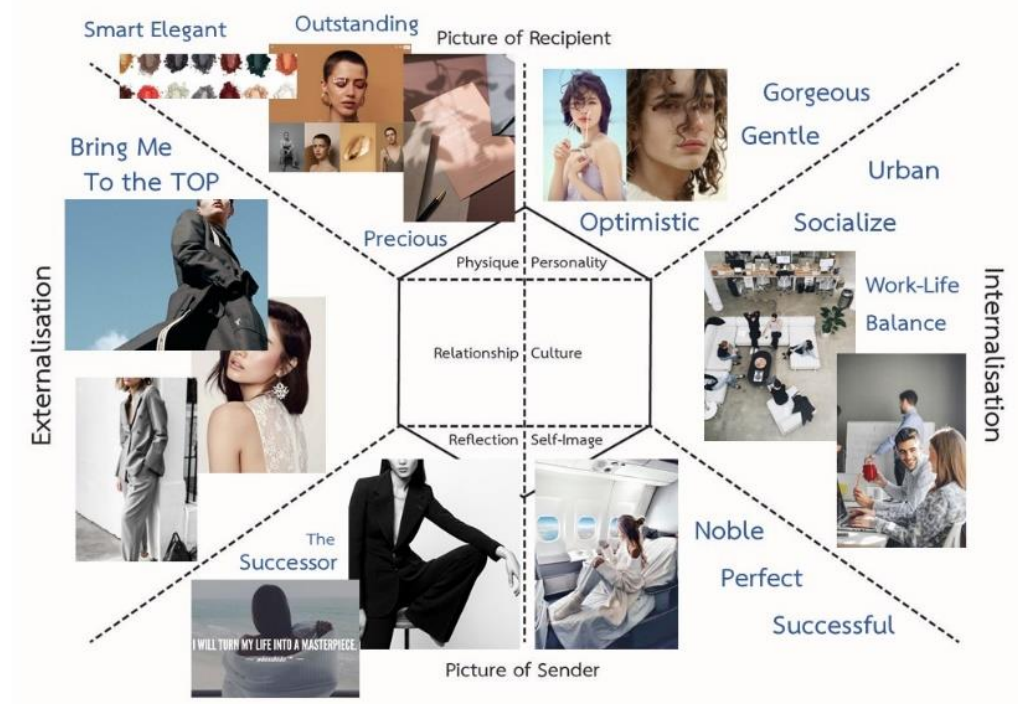 Smart Elegant
Outstanding
Picture of Recipient
Gorgeous
Gentle
Bring Me
To the TOP
Urban
Optimistic
Socialize
Precious
Physique
Personality
Work-Life
Balance
Externalisation
Internalisation
Relationship
Culture
Reflection
Self-Image
Noble
The
Successor
Perfect
Successful
I WILL TURN MY LIFE INTO A MASTERPIECE.
Picture of Sender